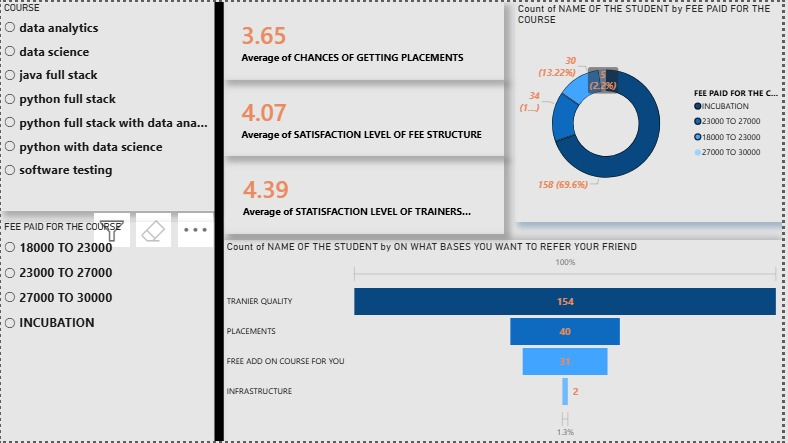 COURSE
data analytics
data science
java full stack
python full stack
python full stack with data ana...
python with data science
software testing
FEE PAID FOR THE COURSE
18000 TO 23000
23000 TO 27000
27000 TO 30000
INCUBATION
3.65
Average of CHANCES OF GETTING PLACEMENTS
4.07
Average of SATISFACTION LEVEL OF FEE STRUCTURE
4.39
Average of STATISFACTION LEVEL OF TRAINERS...
Count of NAME OF THE STUDENT by FEE PAID FOR THE
COURSE
30
(13.22%)
5
(2.2%)
34
(1...)
158 (69.6%)
FEE PAID FOR THE C...
INCUBATION
23000 TO 27000
18000 TO 23000
27000 TO 30000
Count of NAME OF THE STUDENT by ON WHAT BASES YOU WANT TO REFER YOUR FRIEND
100%
TRANIER QUALITY 154
PLACEMENTS 40
FREE ADD ON COURSE FOR YOU 31
INFRASTRUCTURE 2
1.3%